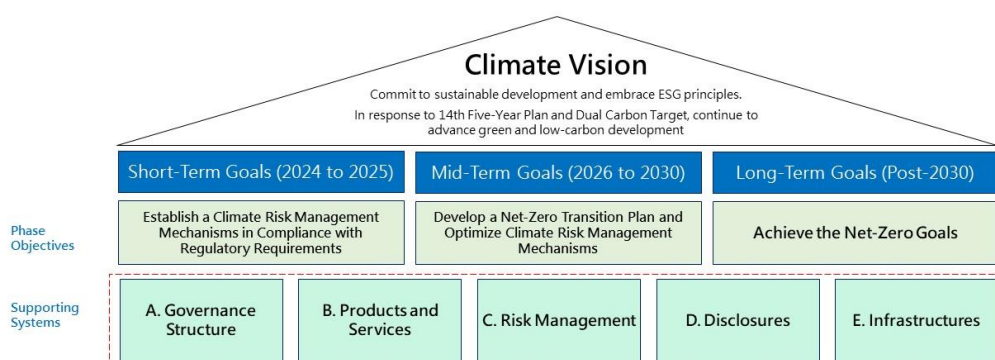 Climate Vision
Commit to sustainable development and embrace ESG principles.
In response to 14th Five-Year Plan and Dual Carbon Target, continue to
advance green and low-carbon development
Short-Term Goals (2024 to 2025)
Mid-Term Goals (2026 to 2030)
Long-Term Goals (Post-2030)
Phase
Objectives
Establish a Climate Risk Management
Mechanisms in Compliance with
Regulatory Requirements
Develop a Net-Zero Transition Plan and
Optimize Climate Risk Management
Mechanisms
Achieve the Net-Zero Goals
Supporting
Systems
A. Governance
Structure
B. Products and
Services
C. Risk Management
D. Disclosures
E. Infrastructures